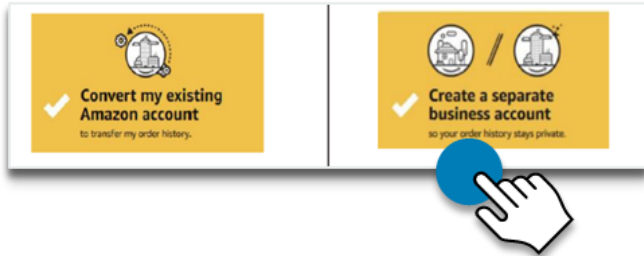 Convert my existing
Amazon account
to transfer my order history.
Create a separate
business account
so your order history stays private.